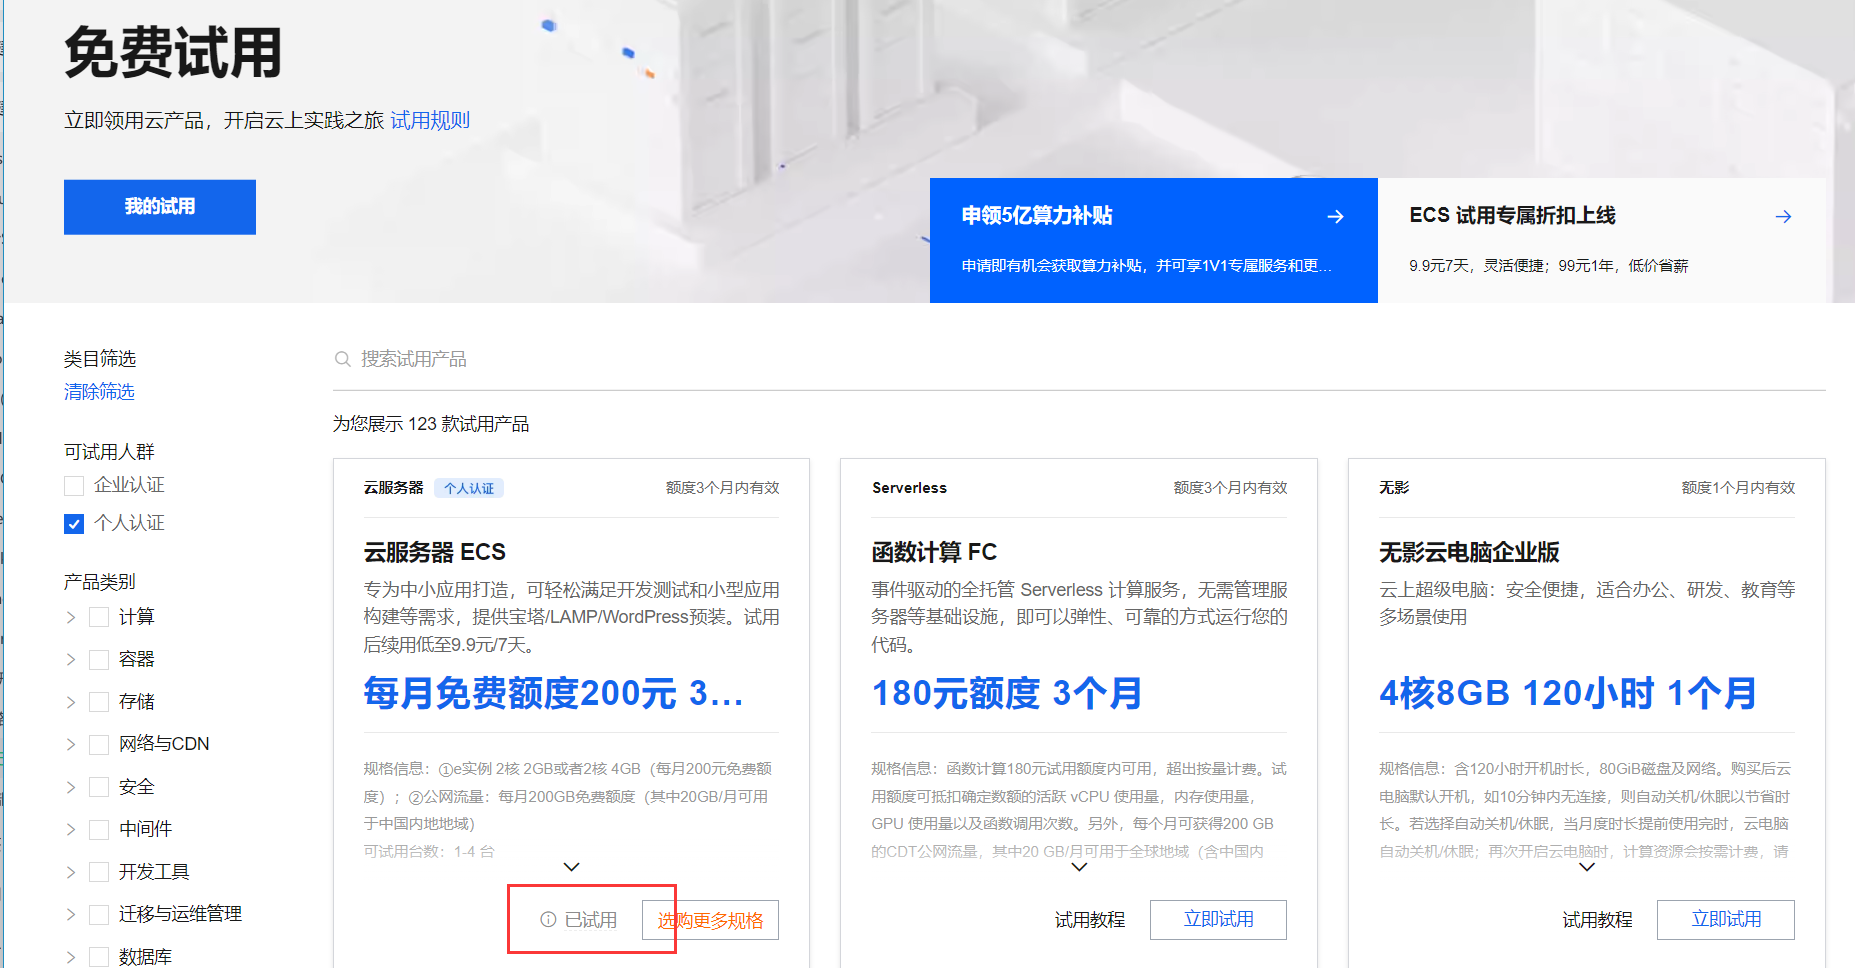 免费试用
立即领用云产品，开启云上实践之旅 试用规则
我的试用
申领5亿算力补贴
申请即有机会获取算力补贴，并可享1V1专属服务和更...
ECS 试用专属折扣上线
9.9元7天，灵活便捷；99元1年，低价省薪
类目筛选
清除筛选
可试用人群
企业认证
个人认证
产品类别
计算
容器
存储
网络与CDN
安全
中间件
开发工具
迁移与运维管理
数据库
搜索试用产品
为您展示 123 款试用产品
云服务器 个人认证 额度3个月内有效
云服务器 ECS
专为中小应用打造，可轻松满足开发测试和小型应用
构建等需求，提供宝塔/LAMP/WordPress预装。试用
后续用低至9.9元/7天。
每月免费额度200元 3...
规格信息：①e实例 2核 2GB或者2核 4GB（每月200元免费额
度）；②公网流量：每月200GB免费额度（其中20GB/月可用
于中国内地地域）
可试用台数：1-4 台
已试用 选购更多规格
Serverless 额度3个月内有效
函数计算 FC
事件驱动的全托管 Serverless 计算服务，无需管理服
务器等基础设施，即可以弹性、可靠的方式运行您的
代码。
180元额度 3个月
规格信息：函数计算180元试用额度内可用，超出按量计费。试
用额度可抵扣确定数额的活跃 vCPU 使用量，内存使用量，
GPU 使用量以及函数调用次数。另外，每个月可获得200 GB
的CDT公网流量，其中20 GB/月可用于全球地域（含中国内
试用教程 立即试用
无影 额度1个月内有效
无影云电脑企业版
云上超级电脑：安全便捷，适合办公、研发、教育等
多场景使用
4核8GB 120小时 1个月
规格信息：含120小时开机时长，80GiB磁盘及网络。购买后云
电脑默认开机，如10分钟内无连接，则自动关机/休眠以节省时
长。若选择自动关机/休眠，当月度时长提前使用完时，云电脑
自动关机/休眠；再次开启云电脑时，计算资源会按需计费，请
试用教程 立即试用